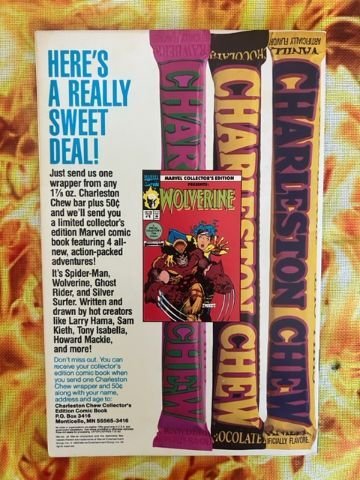 HERE'S
A REALLY
SWEET
DEAL!
Just send us one
wrapper from any
1⅞ oz. Charleston
Chew bar plus 50¢
and we'll send you
a limited edition
edition Marvel comic
book featuring 4 all-
new, action-packed
adventures!
It's Spider-Man,
Wolverine, Ghost
Rider, and Silver
Surfer. Written and
drawn by hot creators
like Larry Hama, Sam
Kieth, Tony Isabella,
Howard Mackie,
and more!
Don't miss out. You can
receive your collector's
edition comic book when
you send one Charleston
Chew wrapper and 50¢
along with your name,
address and age to:
Charleston Chew Collector's
Edition Comic Book
P.O. Box 3416
Monticello, MN 55565-3416
MARVEL COLLECTOR'S EDITION
PRESENTS:
WOLVERINE
CHARLESTON CHEW
CHOCOLATE
CHARLESTON CHEW
VANILLA
ARTIFICIALLY FLAVORED
CHARLESTON CHEW